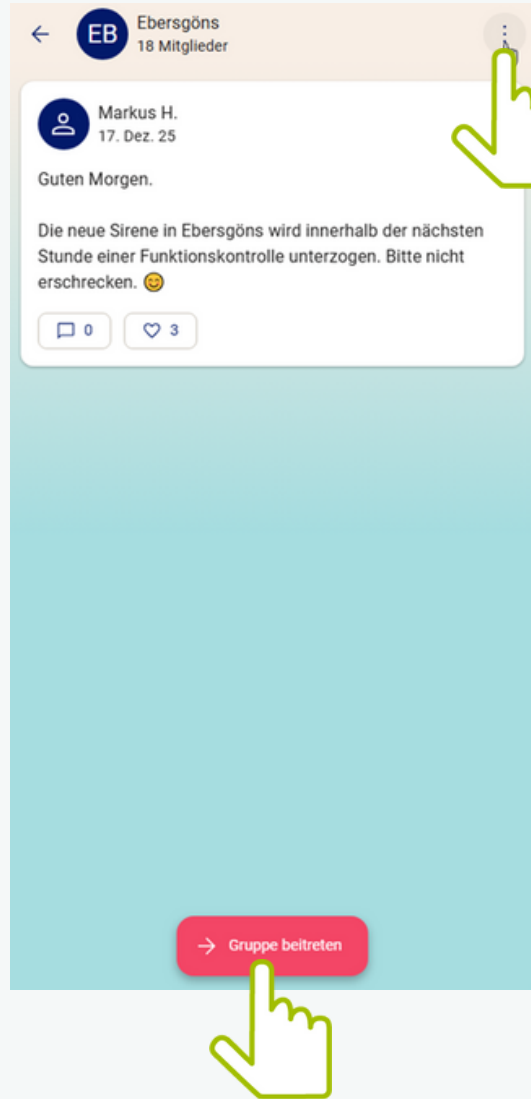 EB
Ebersgöns
18 Mitglieder
Markus H.
17. Dez. 25
Guten Morgen.
Die neue Sirene in Ebersgöns wird innerhalb der nächsten
Stunde einer Funktionskontrolle unterzogen. Bitte nicht
erschrecken. 😊
0 3
Gruppe beitreten